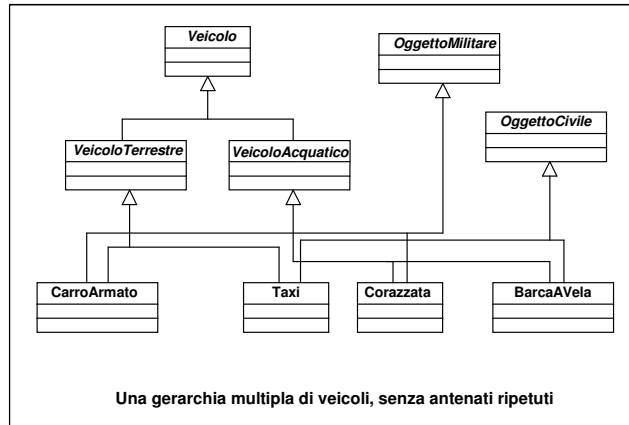 Veicolo
OggettoMilitare
OggettoCivile
VeicoloTerrestre
VeicoloAcquatico
CarroArmato
Taxi
Corazzata
BarcaAVela
Una gerarchia multipla di veicoli, senza antenati ripetuti